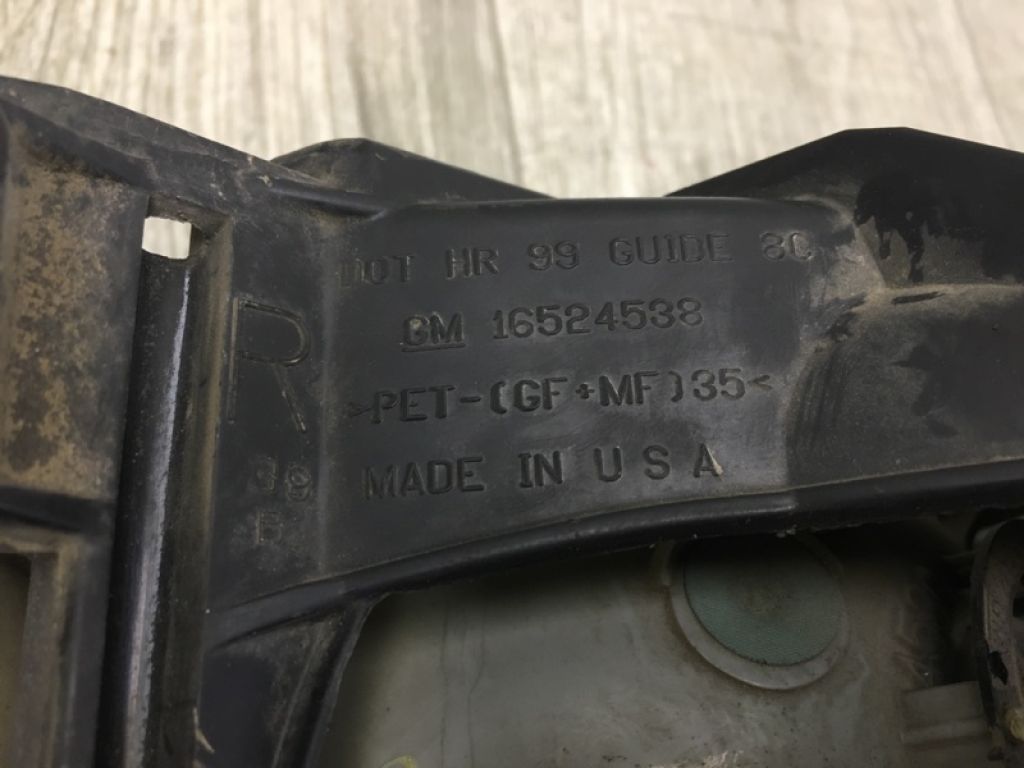 DOT HR 99 GUIDE 8C
GM 16524538
R
>PET-(GF+MF)35<
MADE IN U S A